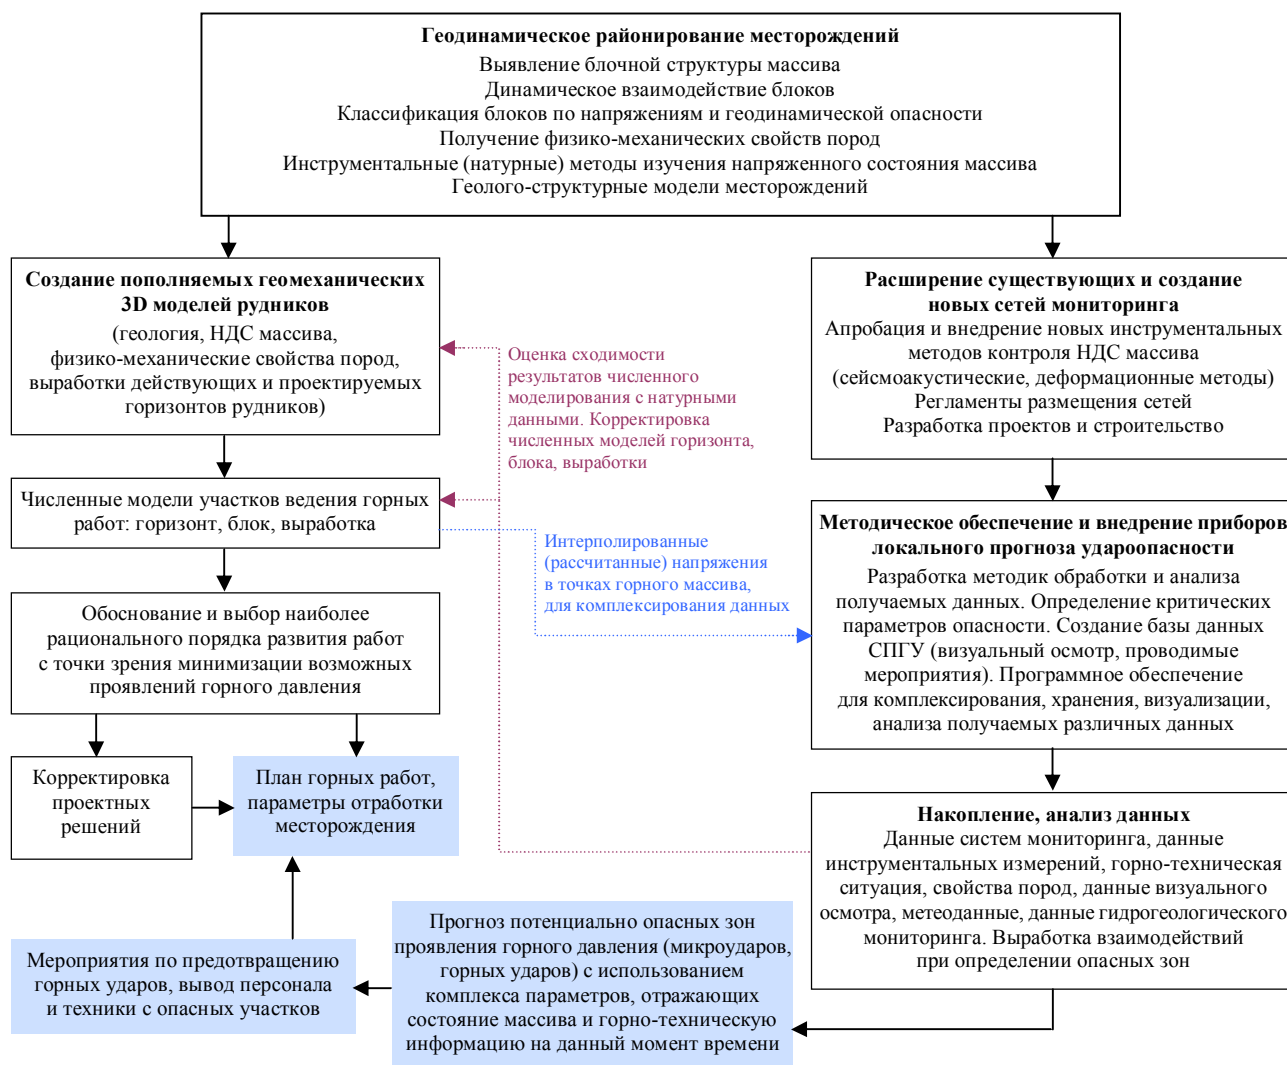 Геодинамическое районирование месторождений
Выявление блочной структуры массива
Динамическое взаимодействие блоков
Классификация блоков по напряжениям и геодинамической опасности
Получение физико-механических свойств пород
Инструментальные (натурные) методы изучения напряженного состояния массива
Геолого-структурные модели месторождений
Создание пополняемых геомеханических
3D моделей рудников
(геология, НДС массива,
физико-механические свойства пород,
выработки действующих и проектируемых
горизонтов рудников)
Численные модели участков ведения горных
работ: горизонт, блок, выработка
Обоснование и выбор наиболее
рационального порядка развития работ
с точки зрения минимизации возможных
проявлений горного давления
Корректировка
проектных
решений
План горных работ,
параметры отработки
месторождения
Оценка сходимости
результатов численного
моделирования с натурными
данными. Корректировка
численных моделей горизонта,
блока, выработки
Интерполированные
(рассчитанные) напряжения
в точках горного массива,
для комплексирования данных
Расширение существующих и создание
новых сетей мониторинга
Апробация и внедрение новых инструментальных
методов контроля НДС массива
(сейсмоакустические, деформационные методы)
Регламенты размещения сетей
Разработка проектов и строительство
Методическое обеспечение и внедрение приборов
локального прогноза удароопасности
Разработка методик обработки и анализа
получаемых данных. Определение критических
параметров опасности. Создание базы данных
СПГУ (визуальный осмотр, проводимые
мероприятия). Программное обеспечение
для комплексирования, хранения, визуализации,
анализа получаемых различных данных
Накопление, анализ данных
Данные систем мониторинга, данные
инструментальных измерений, горно-техническая
ситуация, свойства пород, данные визуального
осмотра, метеоданные, данные гидрогеологического
мониторинга. Выработка взаимодействий
при определении опасных зон
Прогноз потенциально опасных зон
проявления горного давления (микроударов,
горных ударов) с использованием
комплекса параметров, отражающих
состояние массива и горно-техническую
информацию на данный момент времени
Мероприятия по предотвращению
горных ударов, вывод персонала
и техники с опасных участков